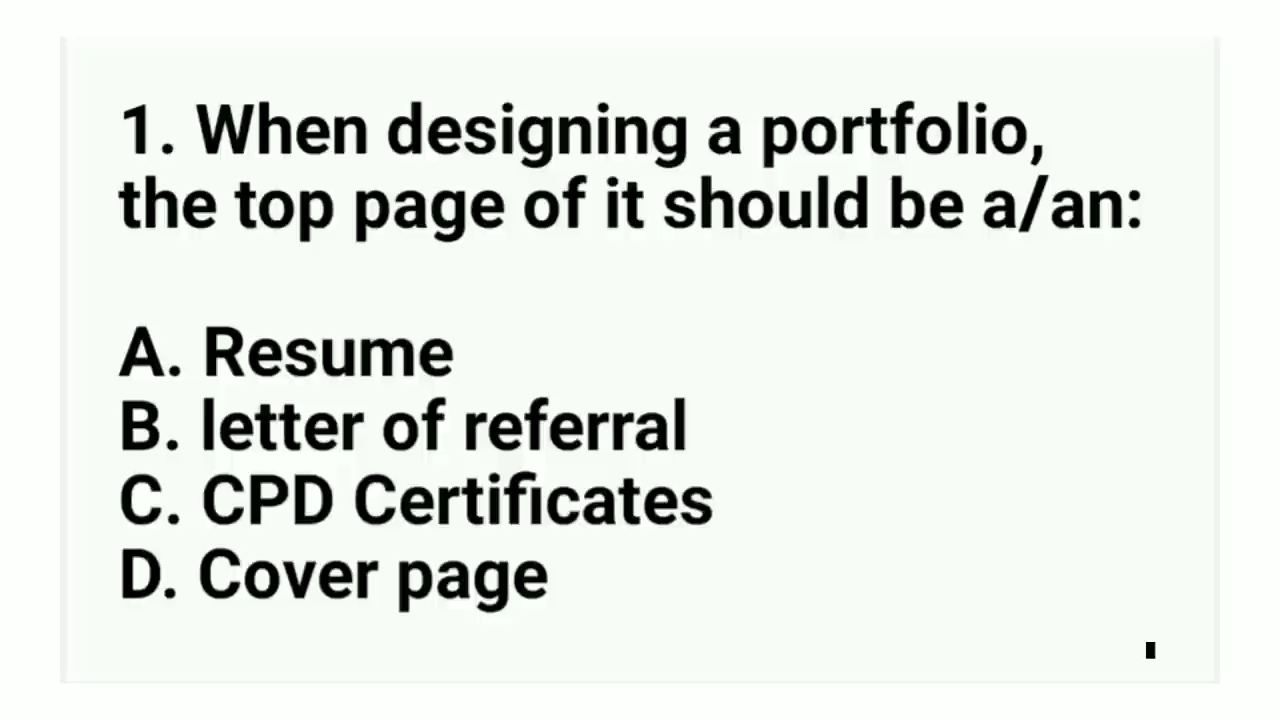 1. When designing a portfolio,
the top page of it should be a/an:
A. Resume
B. letter of referral
C. CPD Certificates
D. Cover page